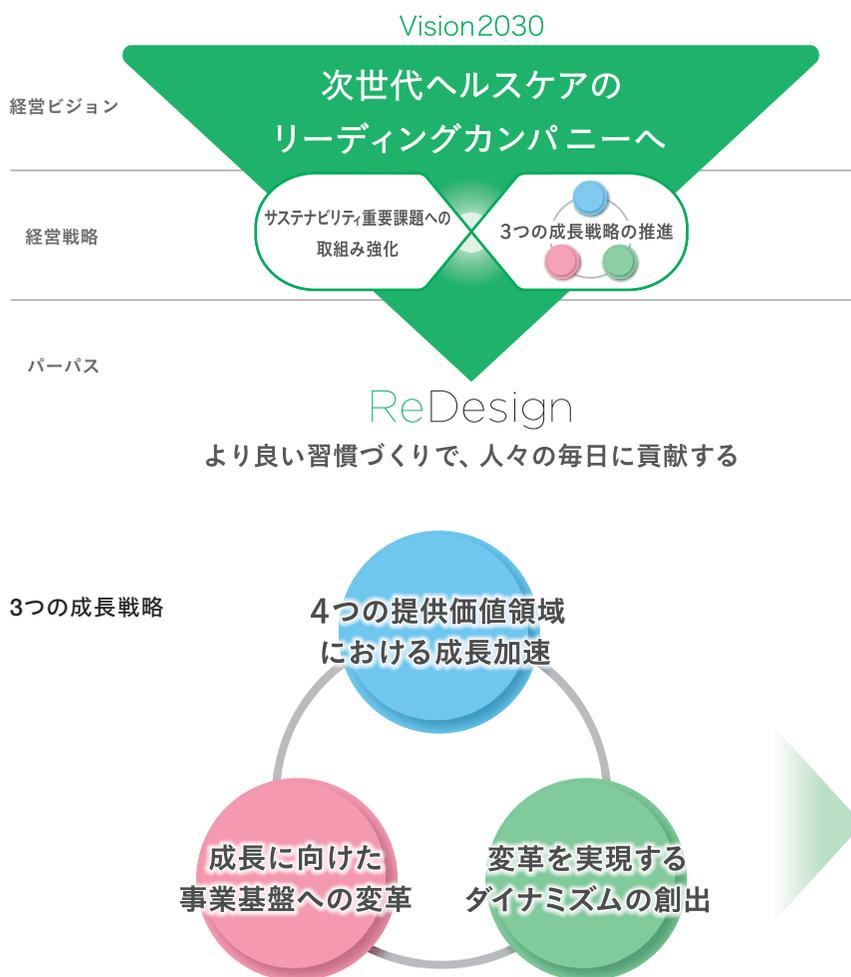 Vision2030
経営ビジョン
次世代ヘルスケアの
リーディングカンパニーへ
経営戦略
サステナビリティ重要課題への
取組み強化
3つの成長戦略の推進
パーパス
ReDesign
より良い習慣づくりで、人々の毎日に貢献する
3つの成長戦略
4つの提供価値領域
における成長加速
成長に向けた
事業基盤への変革
変革を実現する
ダイナミズムの創出